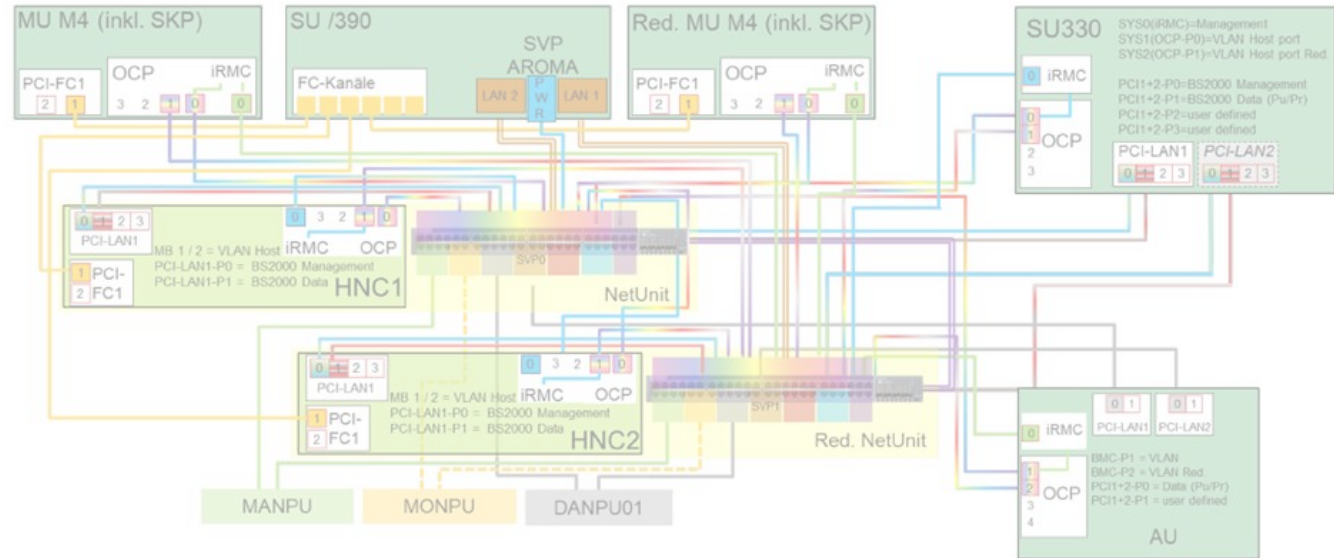 MU M4 (inkl. SKP)
PCI-FC1
2 1
OCP
iRMC
3 2 1 0 0
SU /390
FC-Kanäle
SVP
AROMA
LAN 2
P
W
R
LAN 1
Red. MU M4 (inkl. SKP)
PCI-FC1
2 1
OCP
iRMC
3 2 1 0 0
SU330
SYS0(iRMC)=Management
SYS1(OCP-P0)=VLAN Host port
SYS2(OCP-P1)=VLAN Host port Red.
PCI1+2-P0=BS2000 Management
PCI1+2-P1=BS2000 Data (Pu/Pr)
PCI1+2-P2=user defined
PCI1+2-P3=user defined
0 iRMC
0
1
OCP
2
3
PCI-LAN1
0 1 2 3
PCI-LAN2
0 1 2 3
0 1 2 3
PCI-LAN1
0 3 2 1 0
iRMC
OCP
MB 1 / 2 = VLAN Host
PCI-LAN1-P0 = BS2000 Management
PCI-LAN1-P1 = BS2000 Data
1 PCI-
2 FC1
HNC1
SVP0
NetUnit
0 1 2 3
PCI-LAN1
0 3 2 1 0
iRMC
OCP
MB 1 / 2 = VLAN Host
PCI-LAN1-P0 = BS2000 Management
PCI-LAN1-P1 = BS2000 Data
1 PCI-
2 FC1
HNC2
SVP1
Red. NetUnit
MANPU
MONPU
DANPU01
0 1
PCI-LAN1
0 1
PCI-LAN2
0 iRMC
1
2
OCP
3
4
BMC-P1 = VLAN
BMC-P2 = VLAN Red.
PCI1+2-P0 = Data (Pu/Pr)
PCI1+2-P1 = user defined
AU